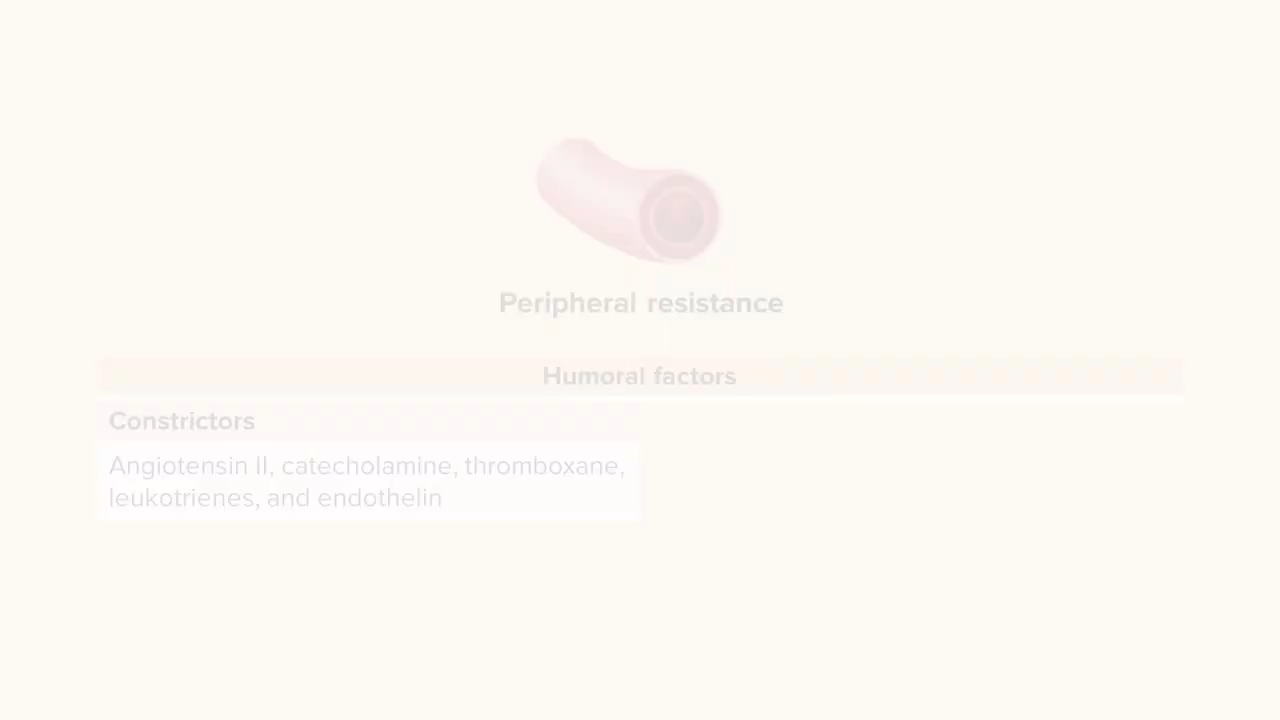 Peripheral resistance
Humoral factors
Constrictors
Angiotensin II, catecholamine, thromboxane,
leukotrienes, and endothelin